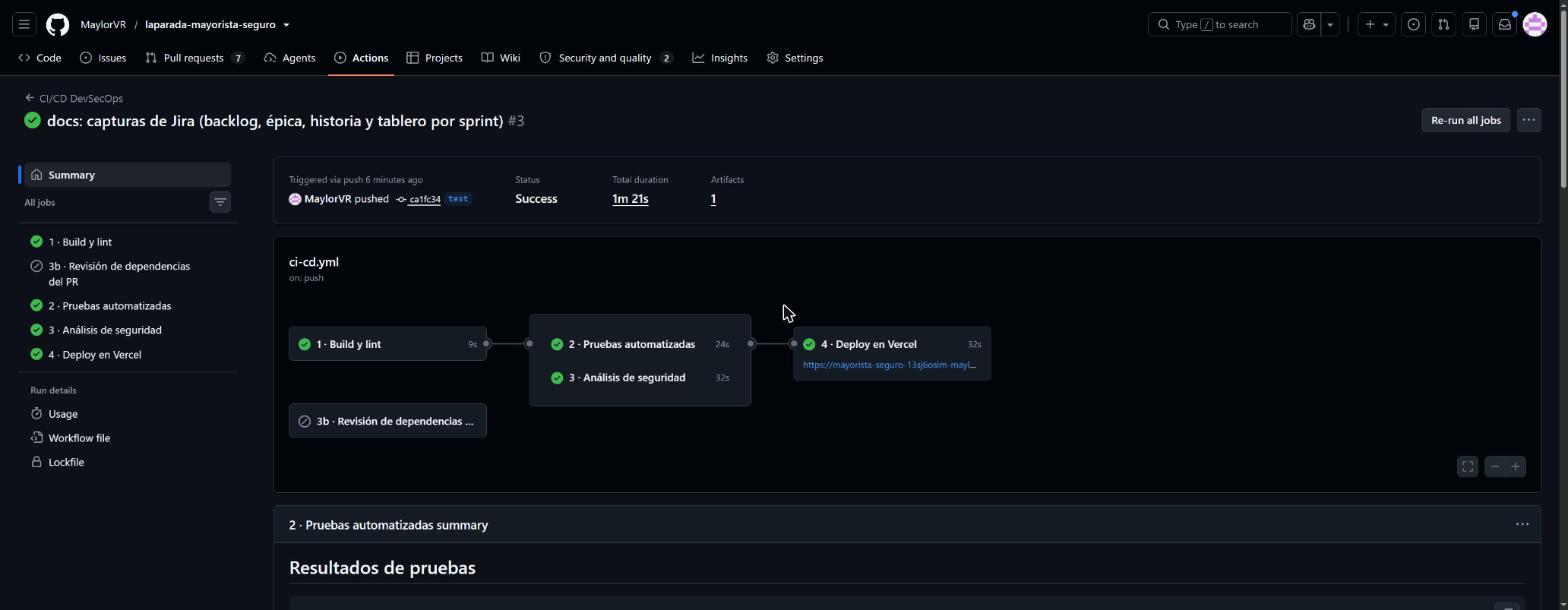 MaylorVR / laparada-mayorista-seguro
Type / to search
Code
Issues
Pull requests 7
Agents
Actions
Projects
Wiki
Security and quality 2
Insights
Settings
CI/CD DevSecOps
docs: capturas de Jira (backlog, épica, historia y tablero por sprint) #3
Re-run all jobs
Summary
All jobs
1 · Build y lint
3b · Revisión de dependencias
del PR
2 · Pruebas automatizadas
3 · Análisis de seguridad
4 · Deploy en Vercel
Run details
Usage
Workflow file
Lockfile
Triggered via push 6 minutes ago
MaylorVR pushed ca1fc34 test
Status
Success
Total duration
1m 21s
Artifacts
1
ci-cd.yml
on: push
1 · Build y lint 9s
3b · Revisión de dependencias ...
2 · Pruebas automatizadas 24s
3 · Análisis de seguridad 32s
4 · Deploy en Vercel 32s
https://mayorista-seguro-13sj6osim-mayl...
2 · Pruebas automatizadas summary
Resultados de pruebas